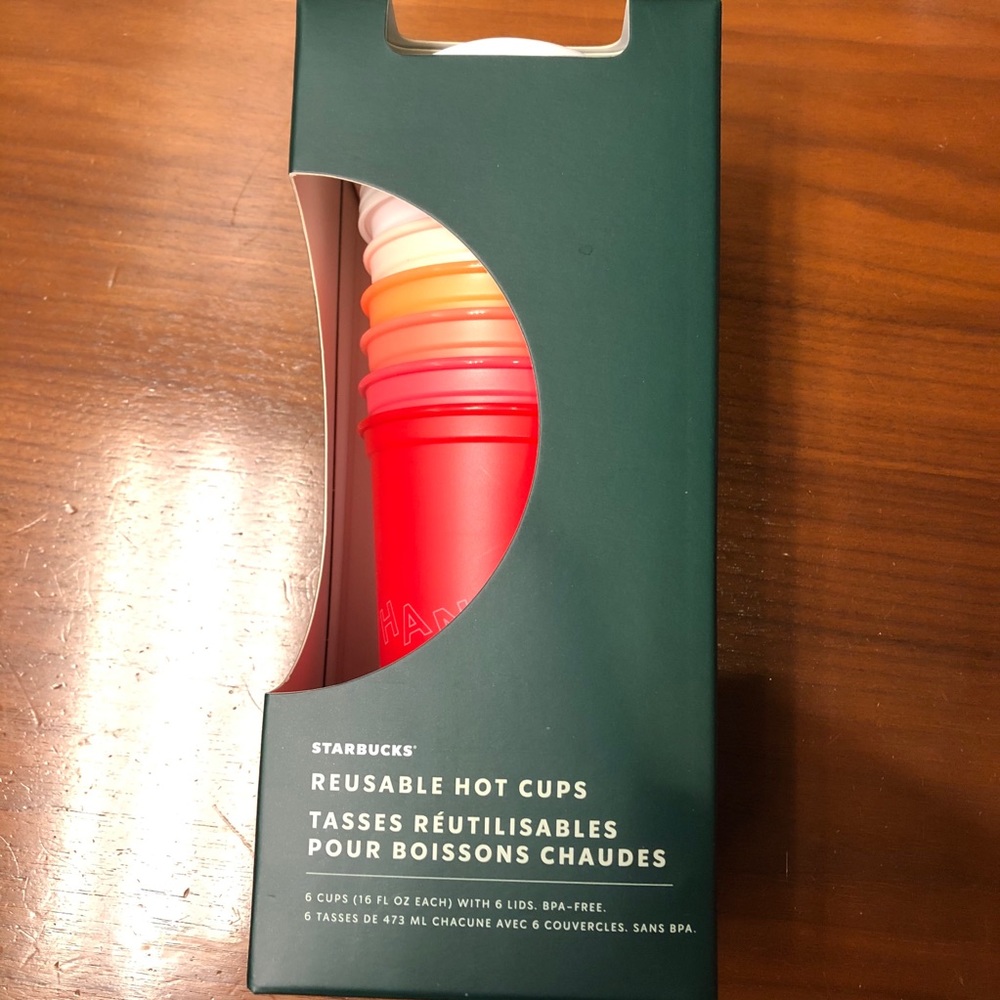 HAN
STARBUCKS®
REUSABLE HOT CUPS
TASSES RÉUTILISABLES
POUR BOISSONS CHAUDES
6 CUPS (16 FL OZ EACH) WITH 6 LIDS. BPA-FREE.
6 TASSES DE 473 ML CHACUNE AVEC 6 COUVERCLES. SANS BPA.